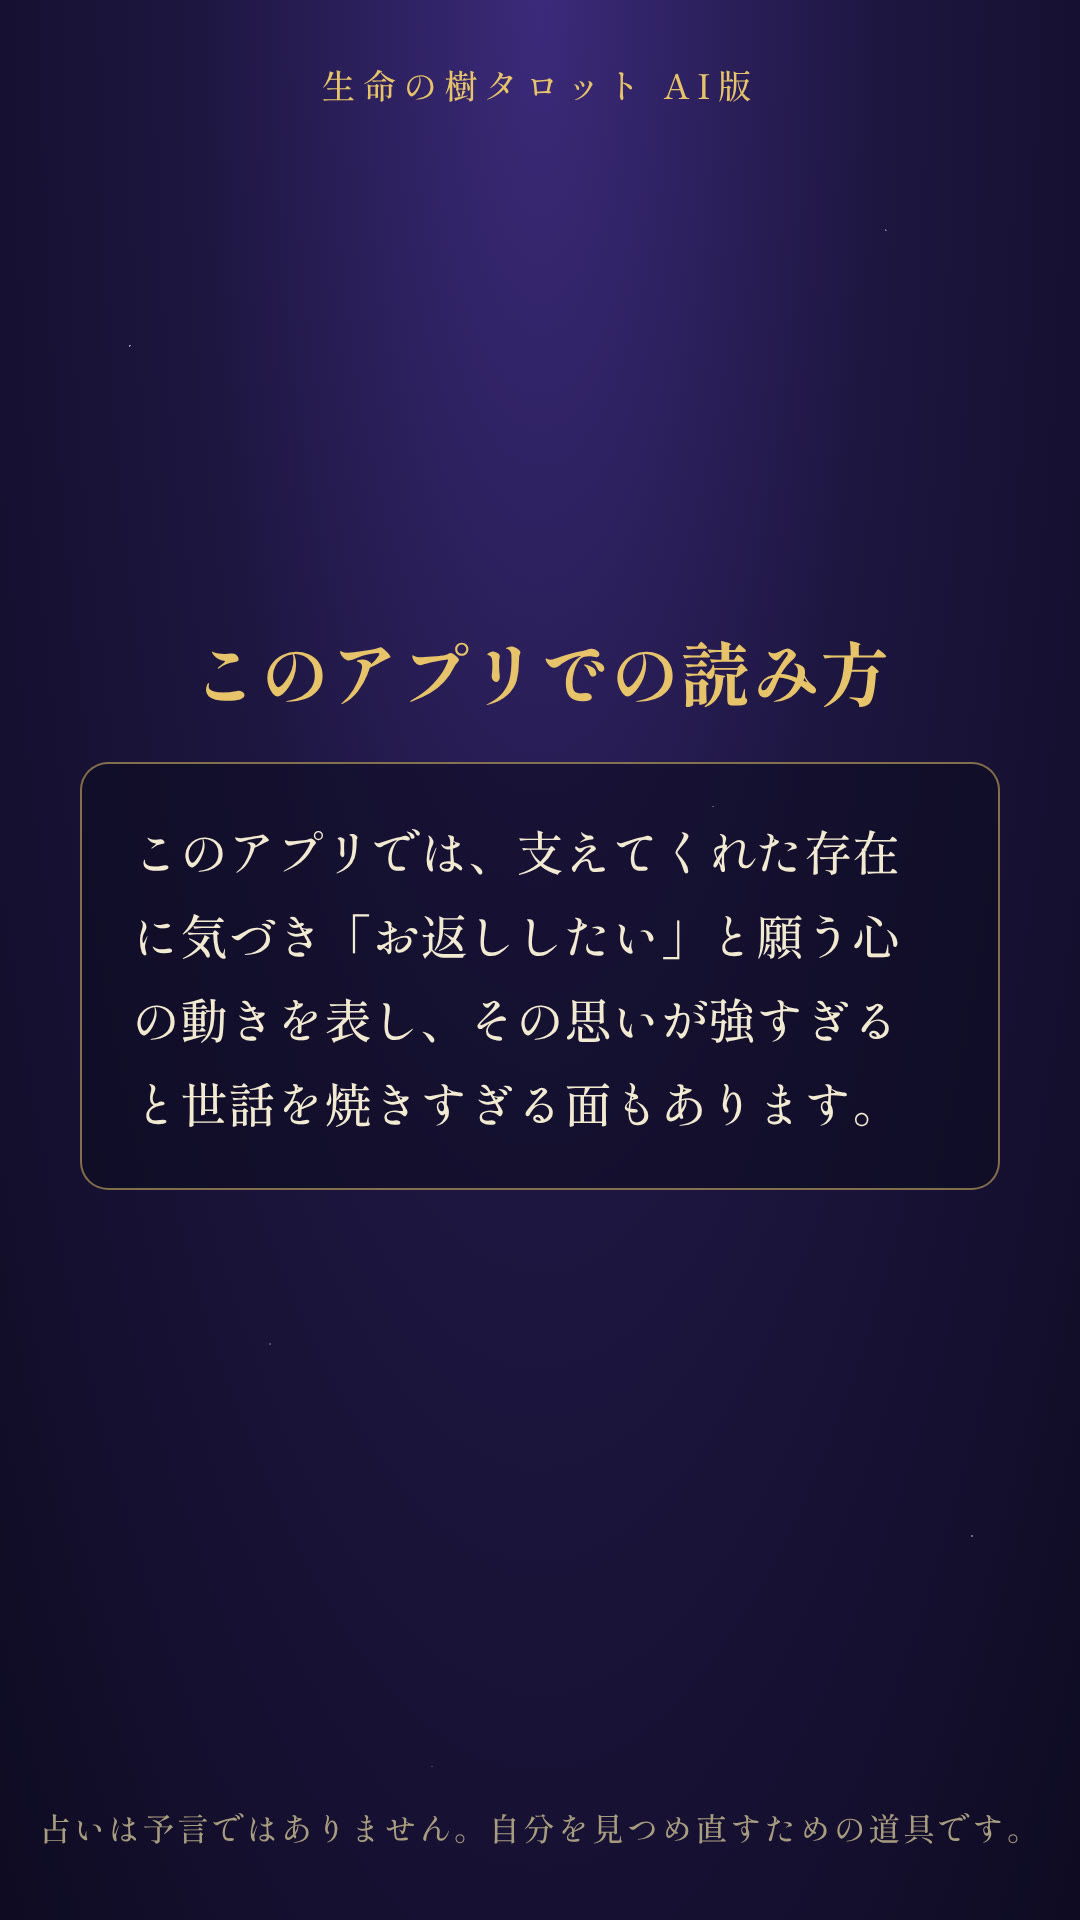 生命の樹タロット AI版
このアプリでの読み方
このアプリでは、支えてくれた存在
に気づき「お返ししたい」と願う心
の動きを表し、その思いが強すぎる
と世話を焼きすぎる面もあります。
占いは予言ではありません。自分を見つめ直すための道具です。